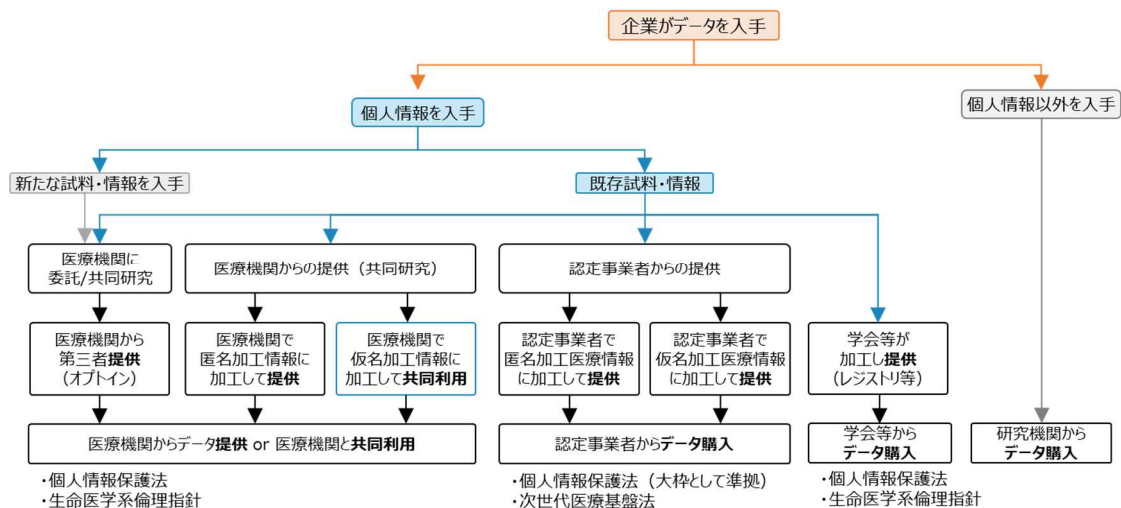 企業がデータを入手
個人情報を入手
個人情報以外を入手
新たな試料・情報を入手
既存試料・情報
医療機関に
委託/共同研究
医療機関からの提供（共同研究）
認定事業者からの提供
医療機関から
第三者提供
（オプトイン）
医療機関で
匿名加工情報に
加工して提供
医療機関で
仮名加工情報に
加工して共同利用
認定事業者で
匿名加工医療情報
に加工して提供
認定事業者で
仮名加工医療情報
に加工して提供
学会等が
加工し提供
（レジストリ等）
医療機関からデータ提供 or 医療機関と共同利用
認定事業者からデータ購入
学会等から
データ購入
研究機関から
データ購入
・個人情報保護法
・生命医学系倫理指針
・個人情報保護法（大枠として準拠）
・次世代医療基盤法
・個人情報保護法
・生命医学系倫理指針